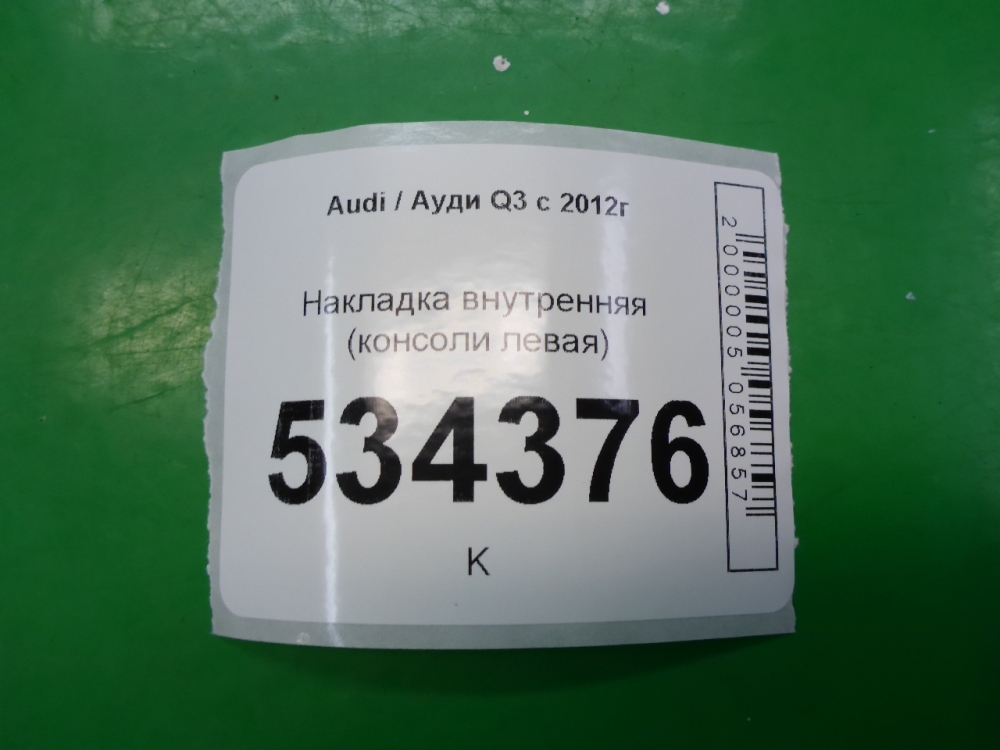 Audi / Ауди Q3 с 2012г
Накладка внутренняя
(консоли левая)
534376
К
2000005056857